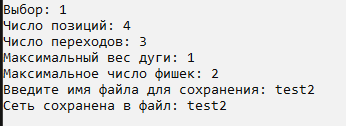 Выбор: 1
Число позиций: 4
Число переходов: 3
Максимальный вес дуги: 1
Максимальное число фишек: 2
Введите имя файла для сохранения: test2
Сеть сохранена в файл: test2